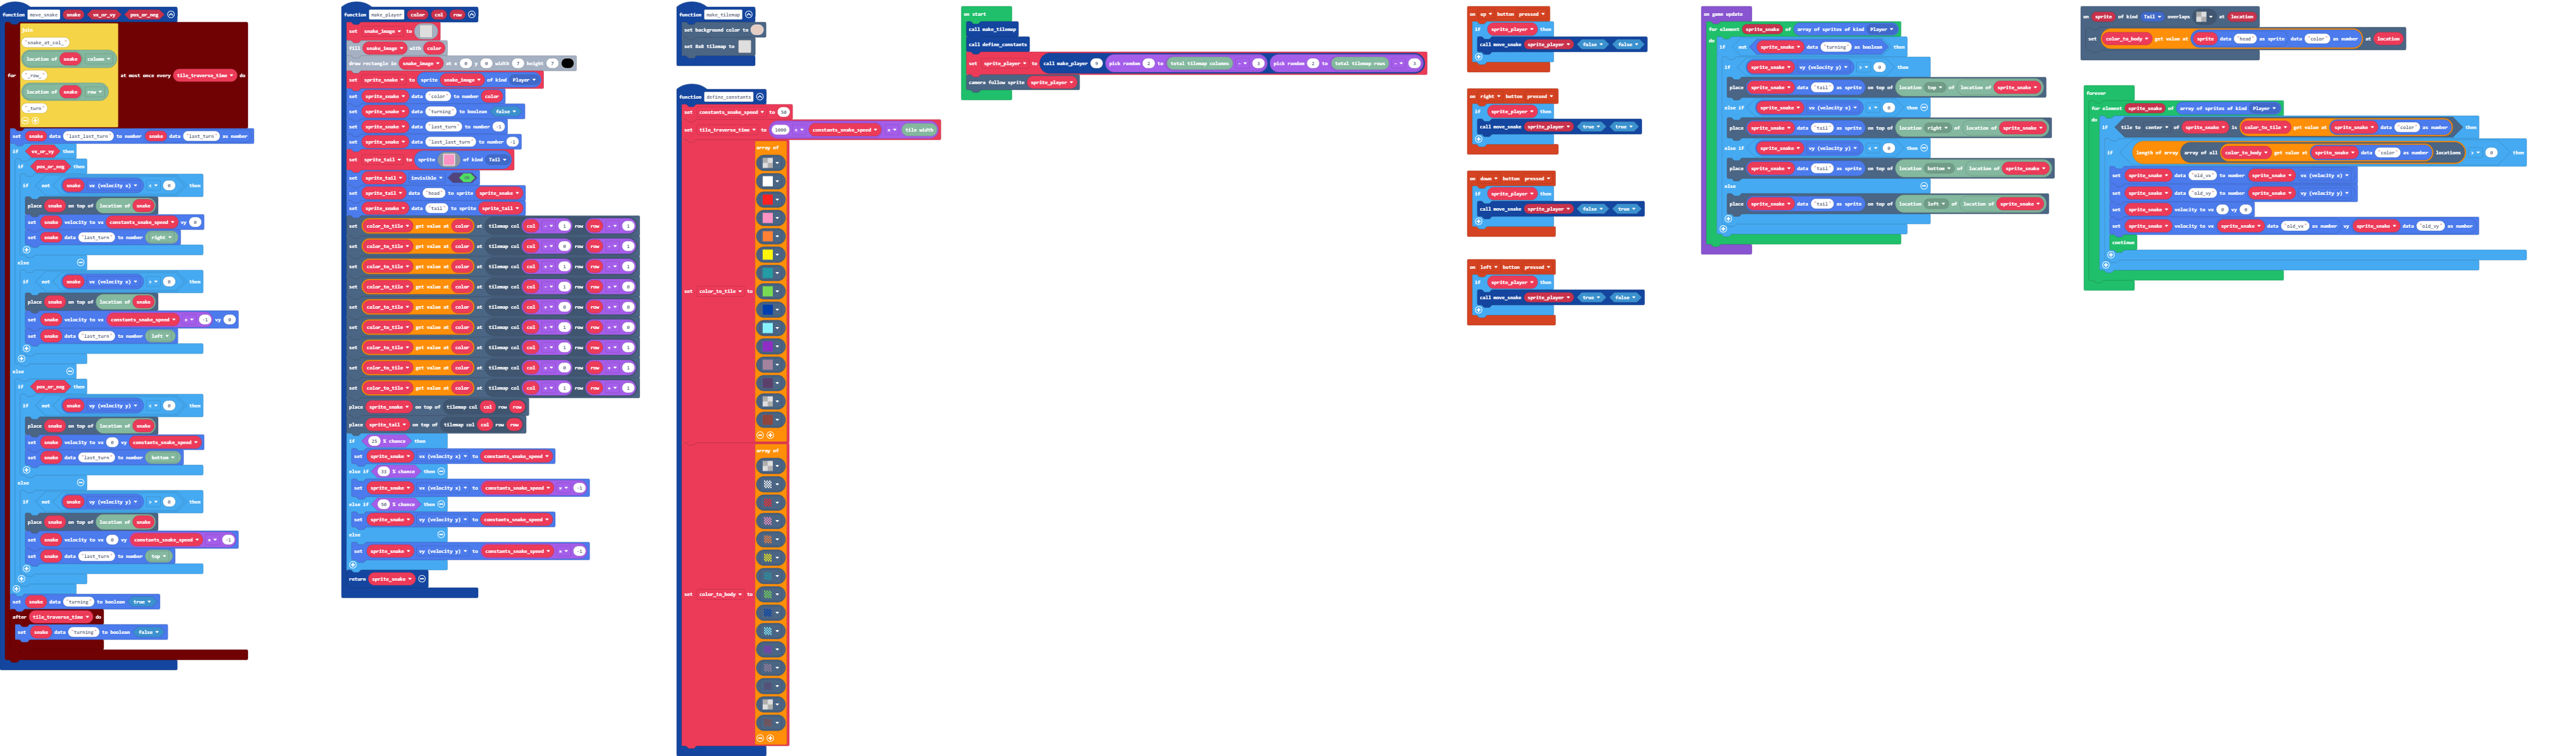 function move_snake snake vx_or_vy pos_or_neg
join
"snake_at_col_"
location of snake column
"_row_"
location of snake row
"_turn"
for at most once every tile_traverse_time do
set snake data "last_last_turn" to number snake data "last_turn" as number
if vx_or_vy then
if pos_or_neg then
if not snake vx (velocity x) < 0 then
place snake on top of location of snake
set snake velocity to vx constants_snake_speed vy 0
set snake data "last_turn" to number right
else
if not snake vx (velocity x) > 0 then
place snake on top of location of snake
set snake velocity to vx constants_snake_speed × -1 vy 0
set snake data "last_turn" to number left
else
if pos_or_neg then
if not snake vy (velocity y) < 0 then
place snake on top of location of snake
set snake velocity to vx 0 vy constants_snake_speed
set snake data "last_turn" to number bottom
else
if not snake vy (velocity y) > 0 then
place snake on top of location of snake
set snake velocity to vx 0 vy constants_snake_speed × -1
set snake data "last_turn" to number top
set snake data "turning" to boolean true
after tile_traverse_time do
set snake data "turning" to boolean false
function make_player color col row
set snake_image to
fill snake_image with color
draw rectangle in snake_image at x 0 y 0 width 7 height 7
set sprite_snake to sprite snake_image of kind Player
set sprite_snake data "color" to number color
set sprite_snake data "turning" to boolean false
set sprite_snake data "last_turn" to number -1
set sprite_snake data "last_last_turn" to number -1
set sprite_tail to sprite of kind Tail
set sprite_tail invisible
set sprite_tail data "head" to sprite sprite_snake
set sprite_snake data "tail" to sprite sprite_tail
set color_to_tile get value at color at tilemap col col - 1 row row - 1
set color_to_tile get value at color at tilemap col col + 0 row row - 1
set color_to_tile get value at color at tilemap col col + 1 row row - 1
set color_to_tile get value at color at tilemap col col - 1 row row + 0
set color_to_tile get value at color at tilemap col col + 0 row row + 0
set color_to_tile get value at color at tilemap col col + 1 row row + 0
set color_to_tile get value at color at tilemap col col - 1 row row + 1
set color_to_tile get value at color at tilemap col col + 0 row row + 1
set color_to_tile get value at color at tilemap col col + 1 row row + 1
place sprite_snake on top of tilemap col col row row
place sprite_tail on top of tilemap col col row row
if 25 % chance then
set sprite_snake vx (velocity x) to constants_snake_speed
else if 33 % chance then
set sprite_snake vx (velocity x) to constants_snake_speed × -1
else if 50 % chance then
set sprite_snake vy (velocity y) to constants_snake_speed
else
set sprite_snake vy (velocity y) to constants_snake_speed × -1
return sprite_snake
function make_tilemap
set background color to
set 8x8 tilemap to
function define_constants
set constants_snake_speed to 50
set tile_traverse_time to 1000 ÷ constants_snake_speed × tile width
array of
set color_to_tile to
array of
set color_to_body to
on start
call make_tilemap
call define_constants
set sprite_player to call make_player 9 pick random 2 to total tilemap columns - 3 pick random 2 to total tilemap rows - 3
camera follow sprite sprite_player
on up button pressed
if sprite_player then
call move_snake sprite_player false false
on right button pressed
if sprite_player then
call move_snake sprite_player true true
on down button pressed
if sprite_player then
call move_snake sprite_player false true
on left button pressed
if sprite_player then
call move_snake sprite_player true false
on game update
for element sprite_snake of array of sprites of kind Player
do if not sprite_snake data "turning" as boolean then
if sprite_snake vy (velocity y) > 0 then
place sprite_snake data "tail" as sprite on top of location top of location of sprite_snake
else if sprite_snake vx (velocity x) < 0 then
place sprite_snake data "tail" as sprite on top of location right of location of sprite_snake
else if sprite_snake vy (velocity y) < 0 then
place sprite_snake data "tail" as sprite on top of location bottom of location of sprite_snake
else
place sprite_snake data "tail" as sprite on top of location left of location of sprite_snake
on sprite of kind Tail overlaps at location
set color_to_body get value at sprite data "head" as sprite data "color" as number at location
forever
for element sprite_snake of array of sprites of kind Player
do if tile to center of sprite_snake is color_to_tile get value at sprite_snake data "color" as number then
if length of array array of all color_to_body get value at sprite_snake data "color" as number locations > 0 then
set sprite_snake data "old_vx" to number sprite_snake vx (velocity x)
set sprite_snake data "old_vy" to number sprite_snake vy (velocity y)
set sprite_snake velocity to vx 0 vy 0
set sprite_snake velocity to vx sprite_snake data "old_vx" as number vy sprite_snake data "old_vy" as number
continue